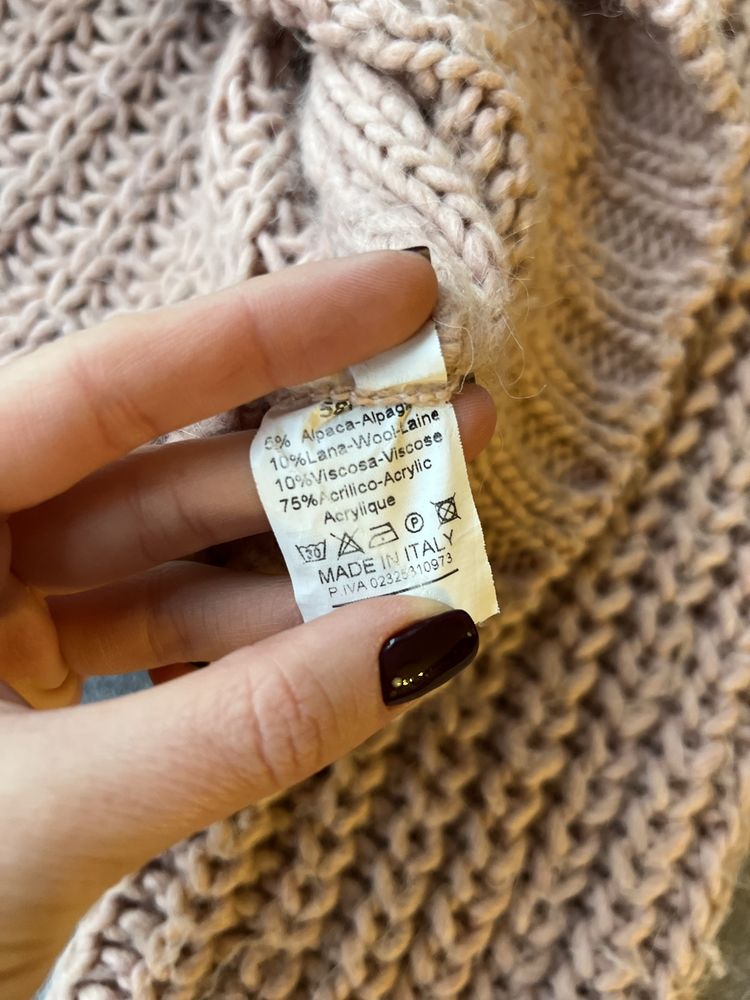 5% Alpaca-Alpaga
10%Lana-Wool-Laine
10%Viscosa-Viscose
75%Acrilico-Acrylic
Acrylique
30 P
MADE IN ITALY
P.IVA 02325310973